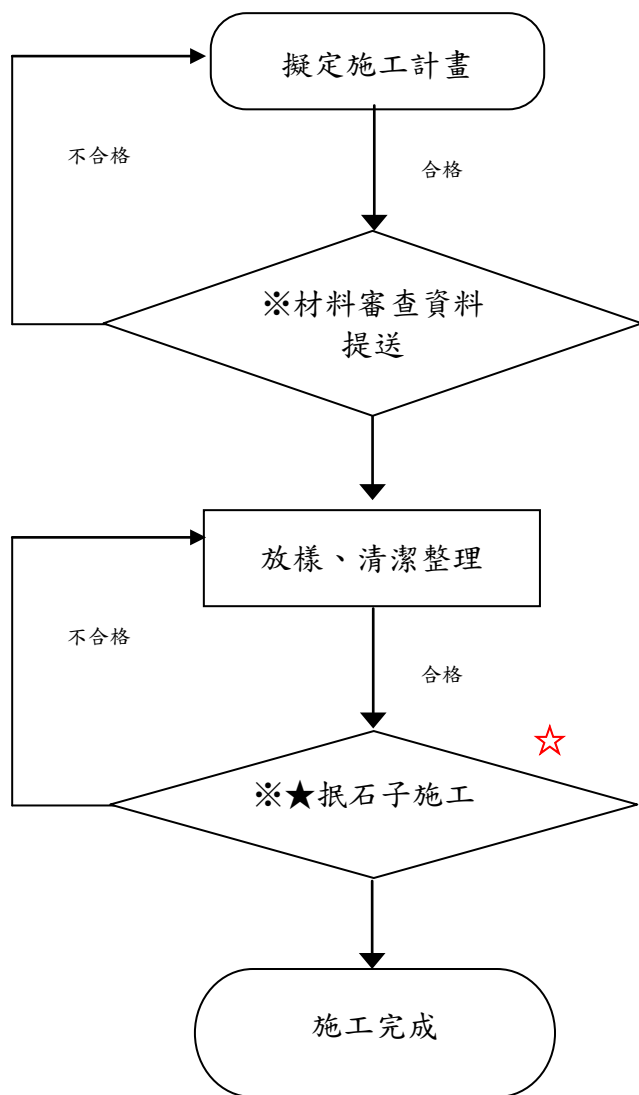 擬定施工計畫
不合格
合格
※材料審查資料
提送
放樣、清潔整理
不合格
合格
☆
※★抿石子施工
施工完成